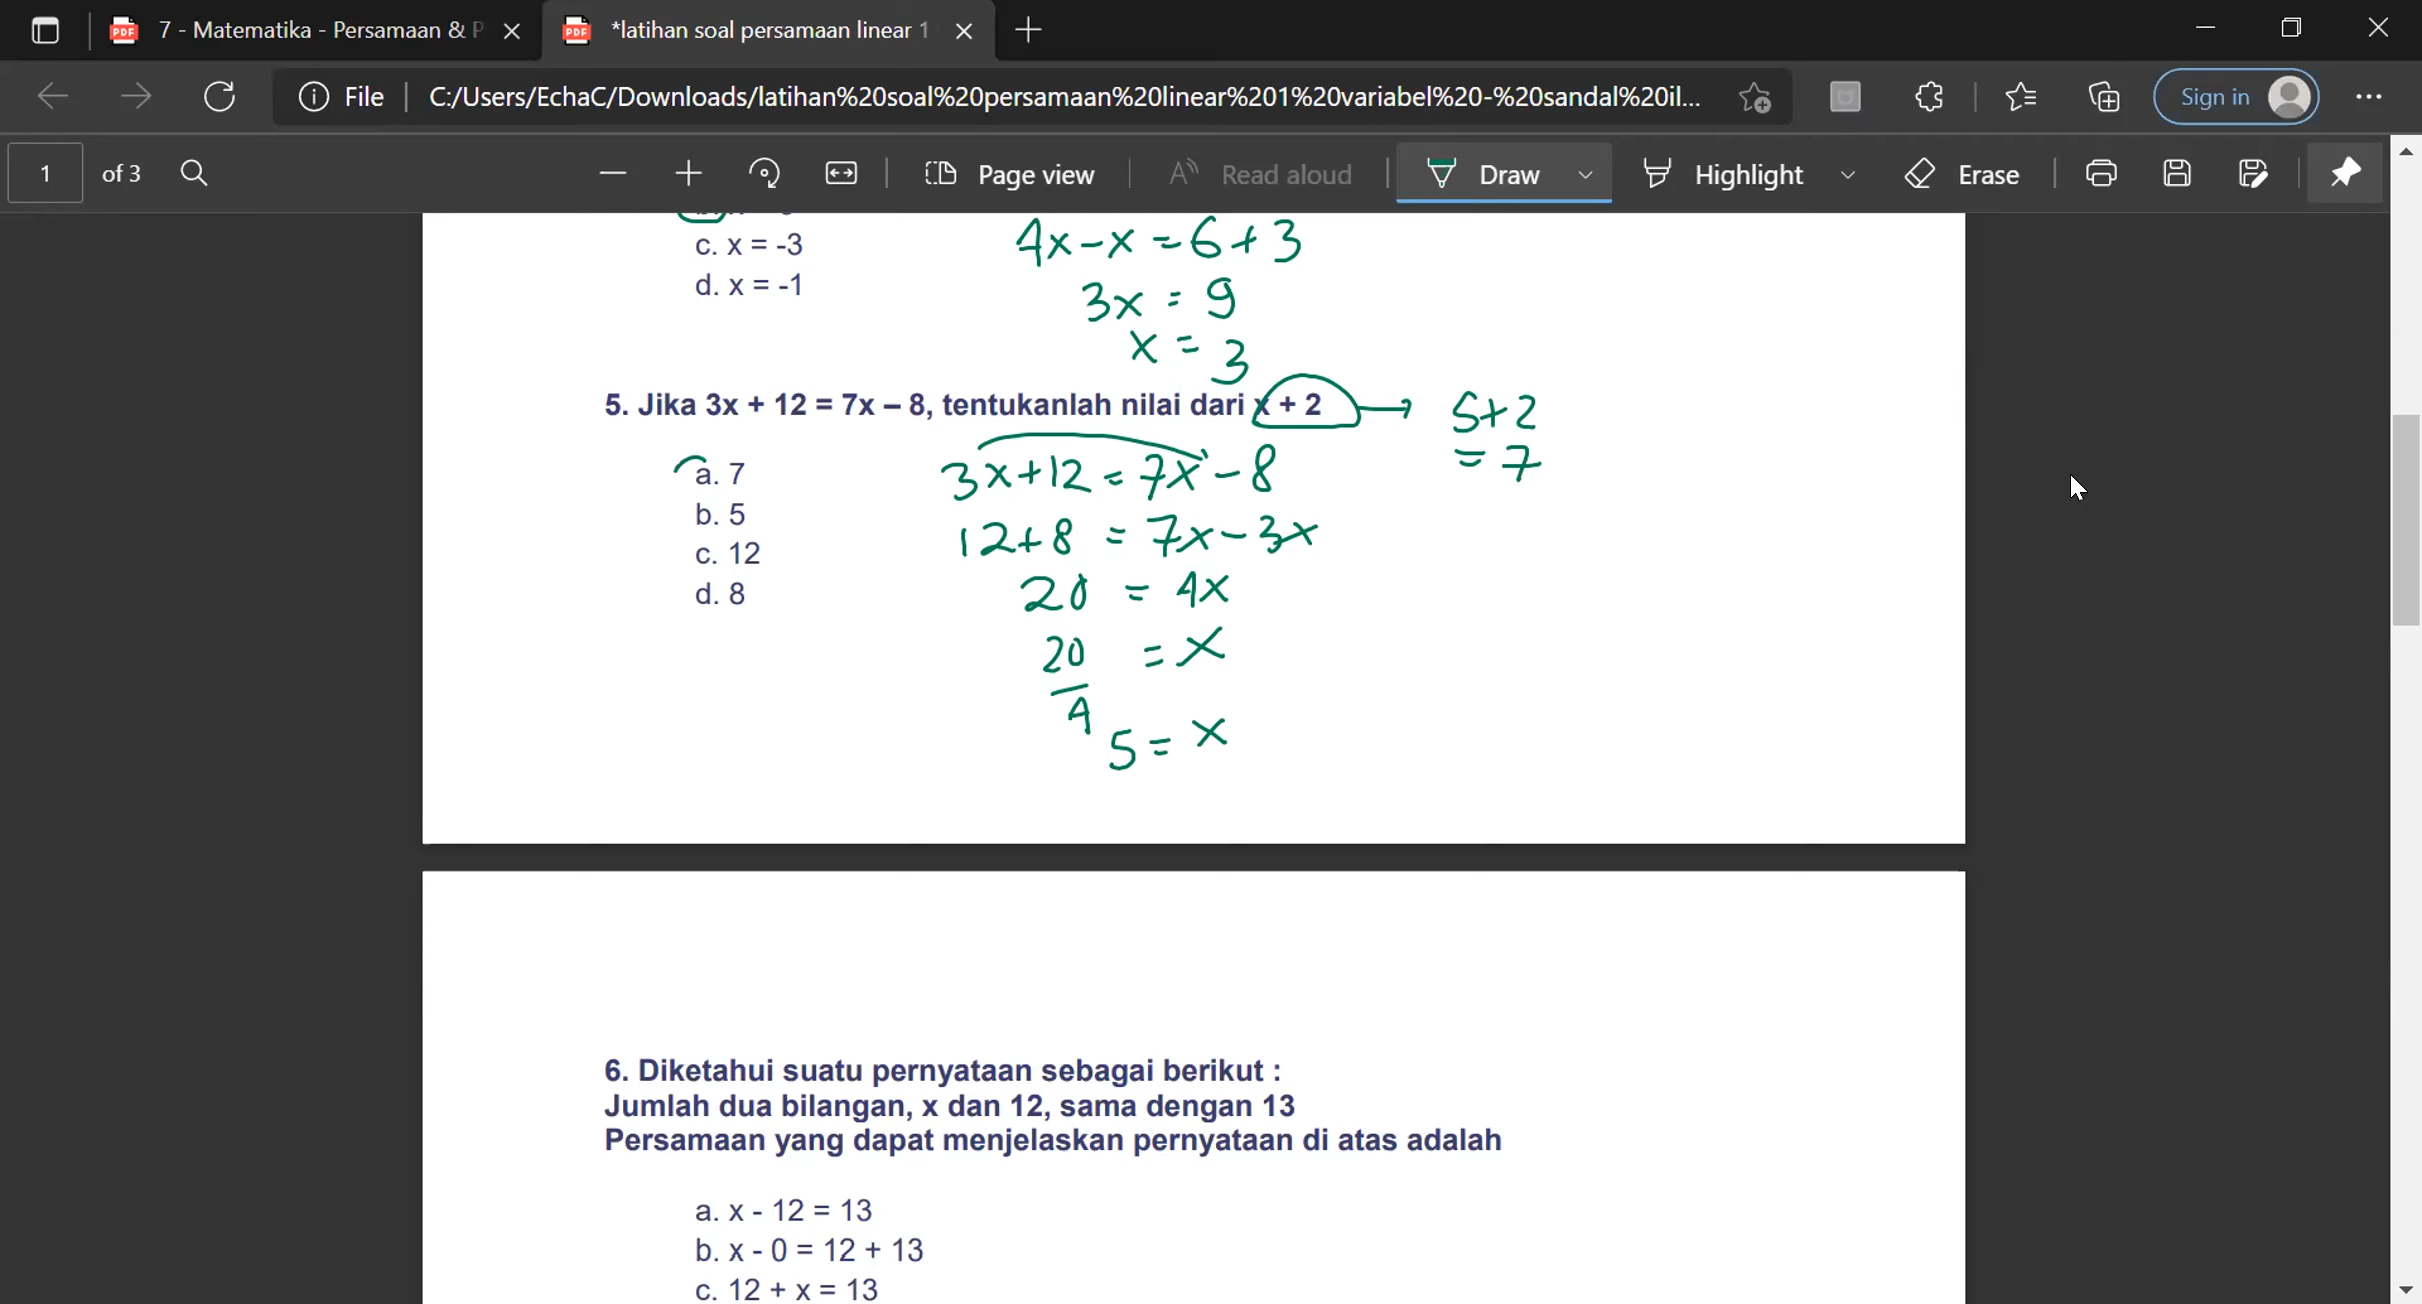 7 - Matematika - Persamaan & P
*latihan soal persamaan linear 1
File
C:/Users/EchaC/Downloads/latihan%20soal%20persamaan%20linear%201%20variabel%20-%20sandal%20il...
Sign in
1 of 3
Page view
Read aloud
Draw
Highlight
Erase
c. x = -3
d. x = -1
4x-x = 6+3
3x = 9
x = 3
5. Jika 3x + 12 = 7x – 8, tentukanlah nilai dari x + 2
5+2
= 7
a. 7
b. 5
c. 12
d. 8
3x+12 = 7x-8
12+8 = 7x-3x
20 = 4x
20/4 = x
5 = x
6. Diketahui suatu pernyataan sebagai berikut :
Jumlah dua bilangan, x dan 12, sama dengan 13
Persamaan yang dapat menjelaskan pernyataan di atas adalah
a. x - 12 = 13
b. x - 0 = 12 + 13
c. 12 + x = 13